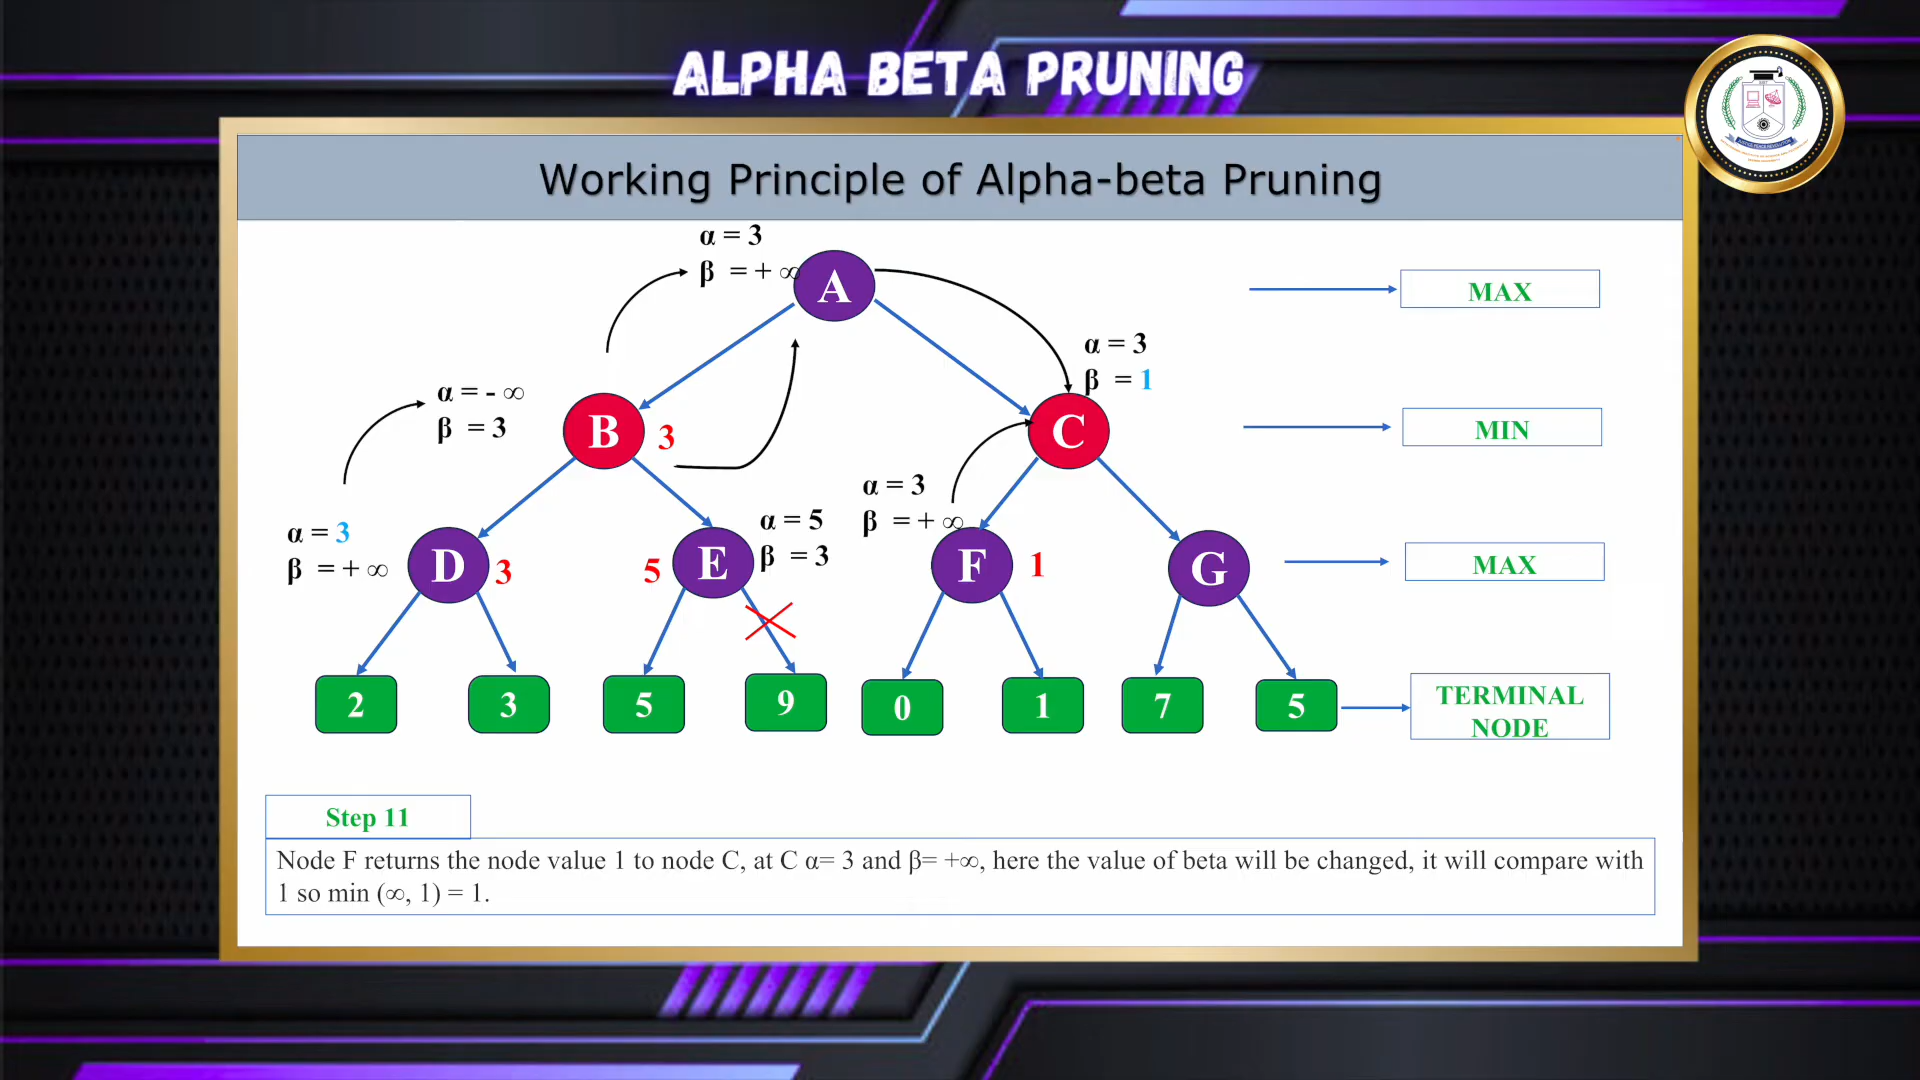 ALPHA BETA PRUNING
Working Principle of Alpha-beta Pruning
α = 3
β = + ∞
A
MAX
α = 3
β = 1
α = - ∞
β = 3
B
3
C
MIN
α = 3
β = + ∞
α = 3
β = + ∞
D
3
5
E
α = 5
β = 3
F
1
G
MAX
2
3
5
9
0
1
7
5
TERMINAL
NODE
Step 11
Node F returns the node value 1 to node C, at C α= 3 and β= +∞, here the value of beta will be changed, it will compare with
1 so min (∞, 1) = 1.